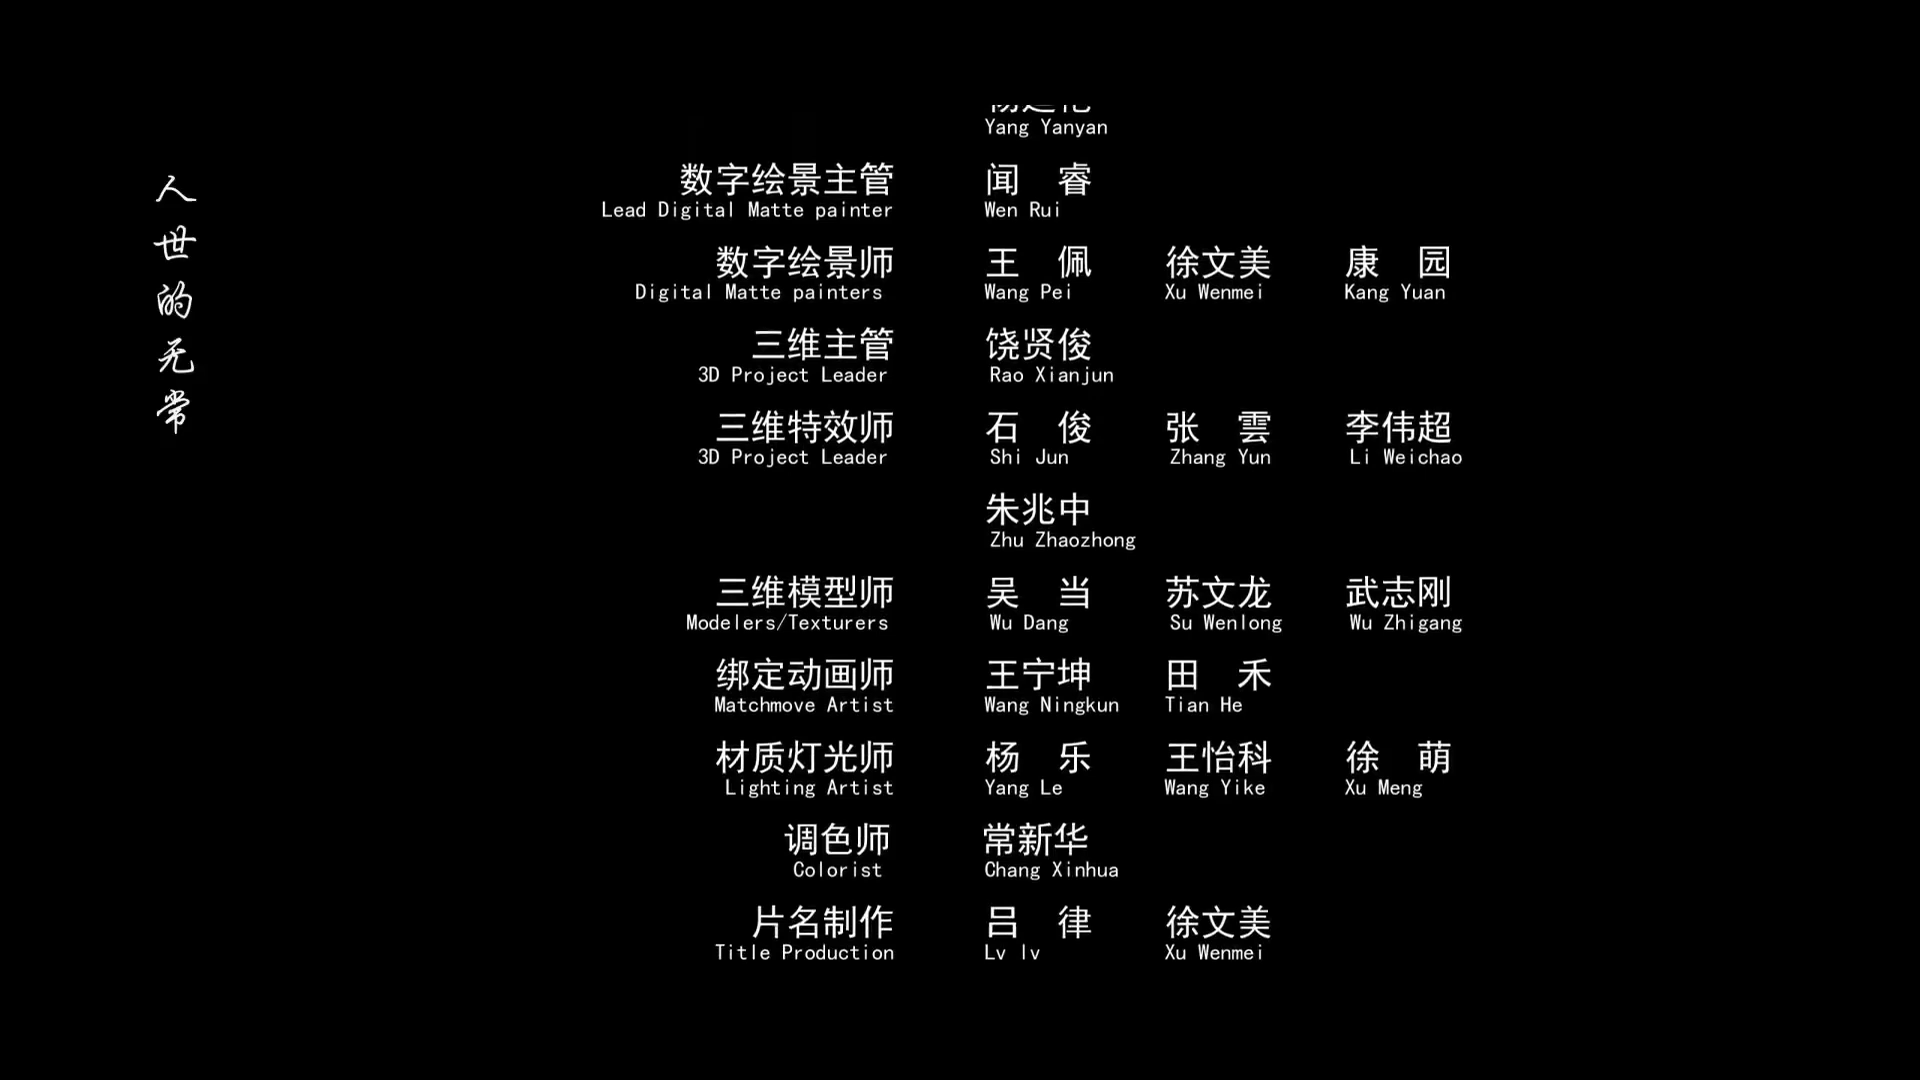 人世的无常
Yang Yanyan
数字绘景主管 闻 睿
Lead Digital Matte painter Wen Rui
数字绘景师 王 佩 徐文美 康 园
Digital Matte painters Wang Pei Xu Wenmei Kang Yuan
三维主管 饶贤俊
3D Project Leader Rao Xianjun
三维特效师 石 俊 张 雲 李伟超
3D Project Leader Shi Jun Zhang Yun Li Weichao
朱兆中
Zhu Zhaozhong
三维模型师 吴 当 苏文龙 武志刚
Modelers/Texturers Wu Dang Su Wenlong Wu Zhigang
绑定动画师 王宁坤 田 禾
Matchmove Artist Wang Ningkun Tian He
材质灯光师 杨 乐 王怡科 徐 萌
Lighting Artist Yang Le Wang Yike Xu Meng
调色师 常新华
Colorist Chang Xinhua
片名制作 吕 律 徐文美
Title Production Lv lv Xu Wenmei